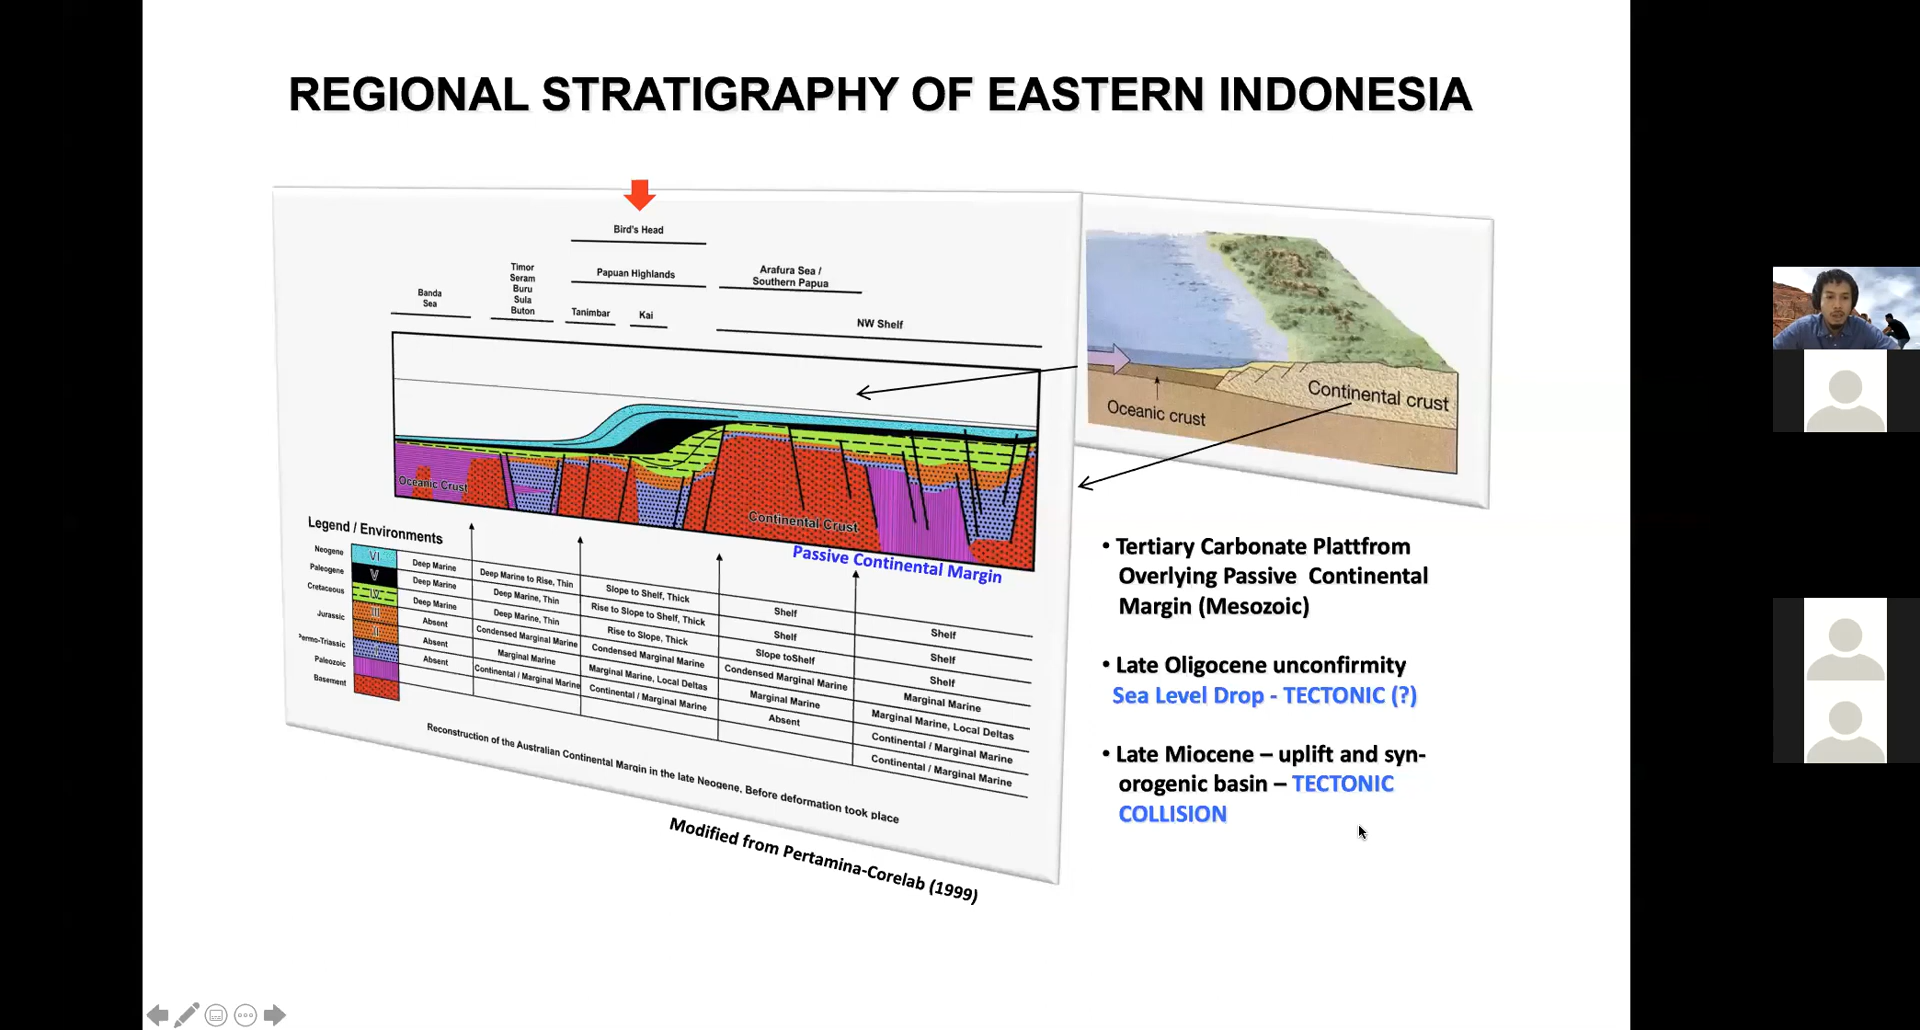 REGIONAL STRATIGRAPHY OF EASTERN INDONESIA
Bird's Head
Papuan Highlands
Arafura Sea /
Southern Papua
Timor
Seram
Buru
Sula
Buton
Banda
Sea
Tanimbar
Kai
NW Shelf
Oceanic Crust
Continental Crust
Passive Continental Margin
Oceanic crust
Continental crust
Legend / Environments
Neogene
Paleogene
Cretaceous
Jurassic
Permo-Triassic
Paleozoic
Basement
VI
V
IV
III
II
I
Deep Marine
Deep Marine
Deep Marine
Absent
Absent
Absent
Deep Marine to Rise, Thin
Deep Marine, Thin
Deep Marine, Thin
Condensed Marginal Marine
Marginal Marine
Continental / Marginal Marine
Slope to Shelf, Thick
Rise to Slope to Shelf, Thick
Rise to Slope, Thick
Condensed Marginal Marine
Marginal Marine, Local Deltas
Continental / Marginal Marine
Shelf
Shelf
Slope toShelf
Condensed Marginal Marine
Marginal Marine
Absent
Shelf
Shelf
Shelf
Marginal Marine
Marginal Marine, Local Deltas
Continental / Marginal Marine
Continental / Marginal Marine
Reconstruction of the Australian Continental Margin in the late Neogene. Before deformation took place
Modified from Pertamina-Corelab (1999)
• Tertiary Carbonate Plattfrom
Overlying Passive Continental
Margin (Mesozoic)
• Late Oligocene unconfirmity
Sea Level Drop - TECTONIC (?)
• Late Miocene – uplift and syn-
orogenic basin – TECTONIC
COLLISION